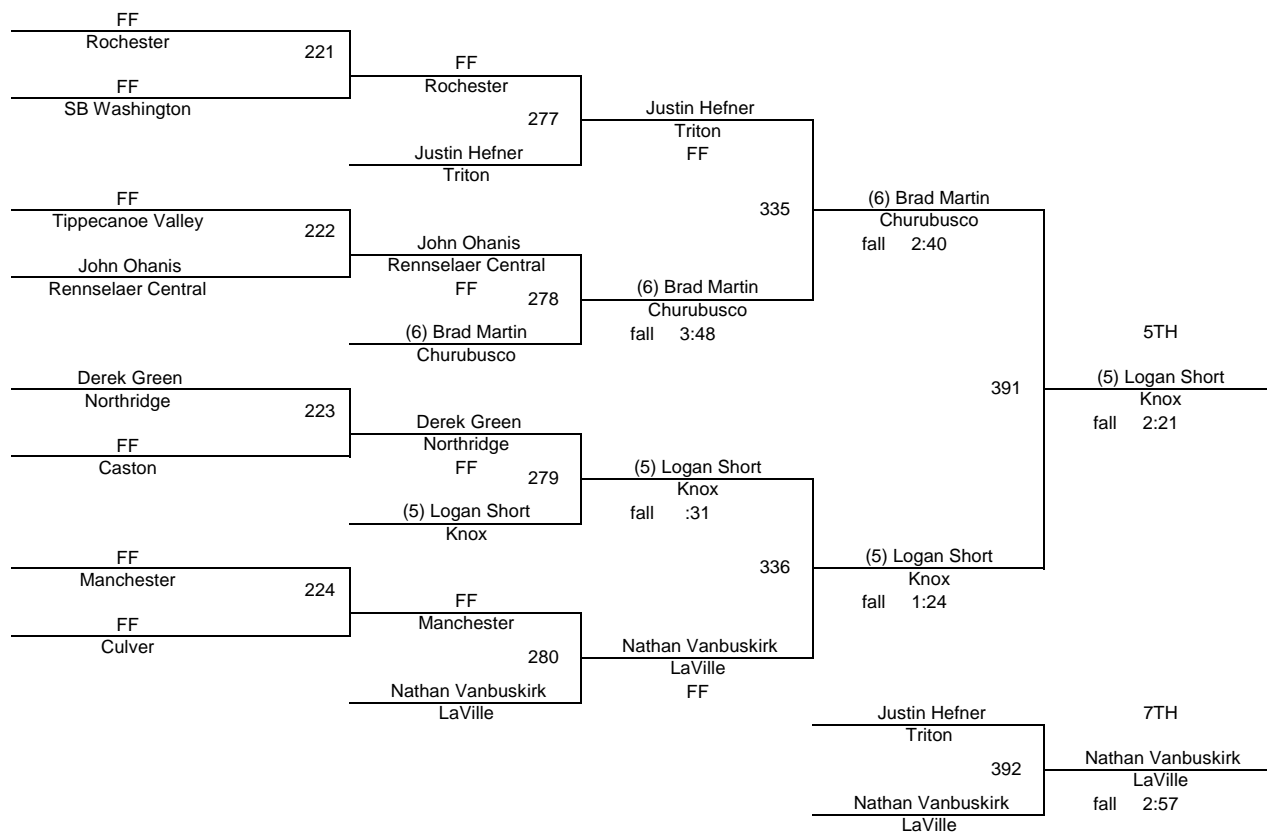 FF
Rochester
221
FF
SB Washington
FF
Rochester
277
Justin Hefner
Triton
Justin Hefner
Triton
FF
FF
Tippecanoe Valley
222
John Ohanis
Rennselaer Central
John Ohanis
Rennselaer Central
FF
278
(6) Brad Martin
Churubusco
(6) Brad Martin
Churubusco
fall 3:48
335
(6) Brad Martin
Churubusco
fall 2:40
Derek Green
Northridge
223
FF
Caston
Derek Green
Northridge
FF
279
(5) Logan Short
Knox
(5) Logan Short
Knox
fall :31
FF
Manchester
224
FF
Culver
FF
Manchester
280
Nathan Vanbuskirk
LaVille
Nathan Vanbuskirk
LaVille
FF
336
(5) Logan Short
Knox
fall 1:24
391
5TH
(5) Logan Short
Knox
fall 2:21
Justin Hefner
Triton
392
Nathan Vanbuskirk
LaVille
7TH
Nathan Vanbuskirk
LaVille
fall 2:57